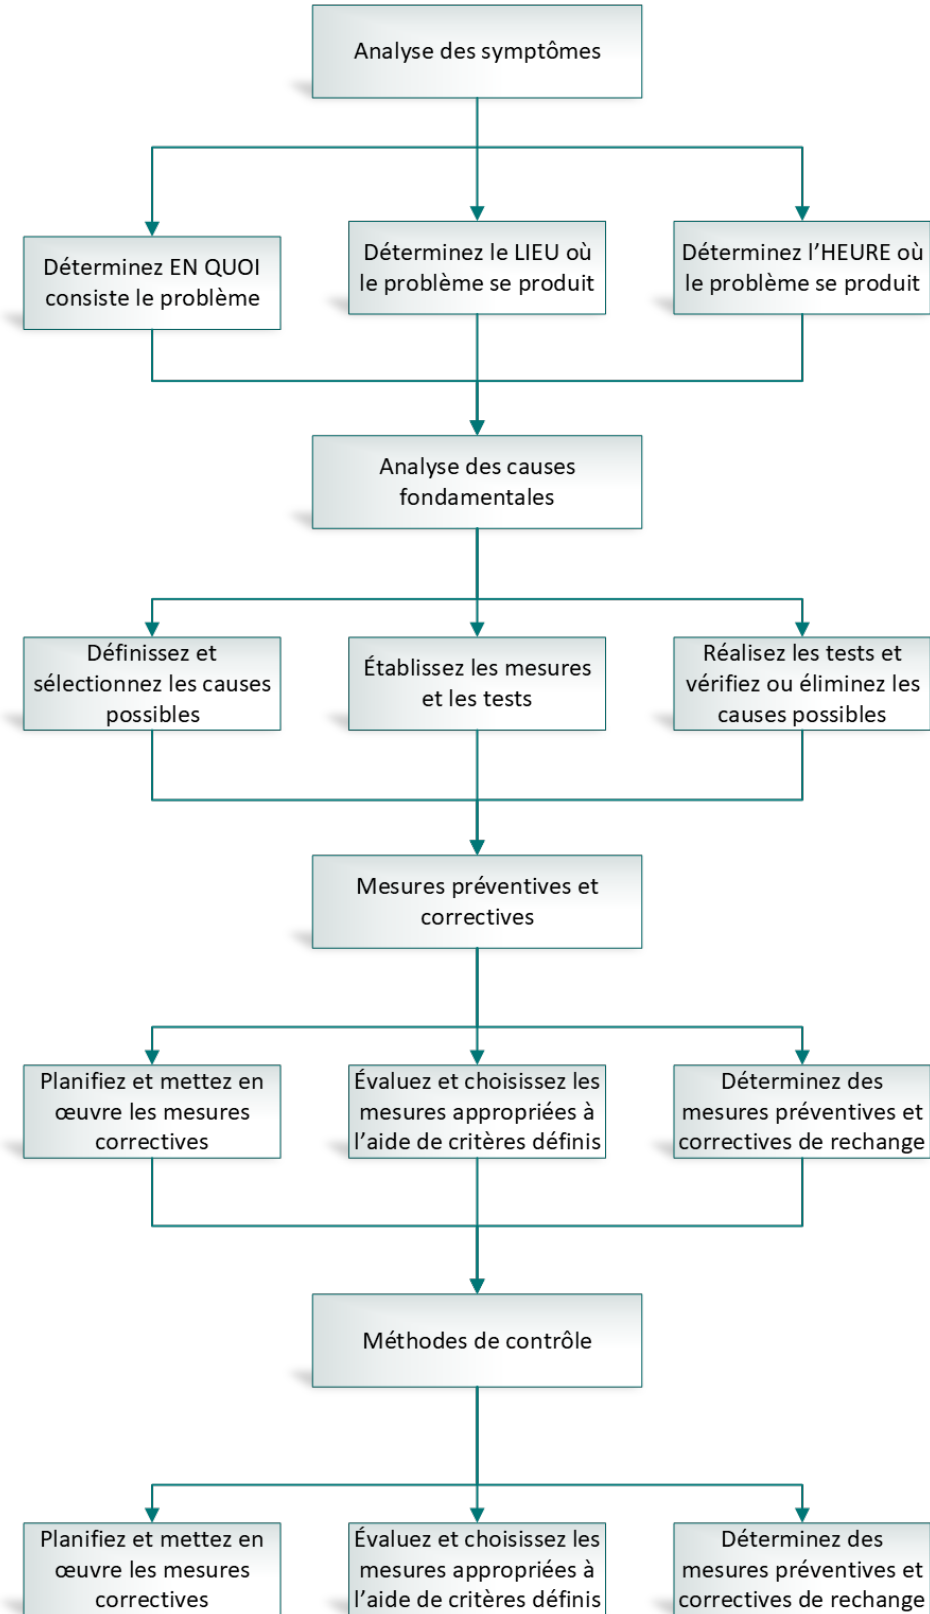 Analyse des symptômes
Déterminez EN QUOI
consiste le problème
Déterminez le LIEU où
le problème se produit
Déterminez l’HEURE où
le problème se produit
Analyse des causes
fondamentales
Définissez et
sélectionnez les causes
possibles
Établissez les mesures
et les tests
Réalisez les tests et
vérifiez ou éliminez les
causes possibles
Mesures préventives et
correctives
Planifiez et mettez en
œuvre les mesures
correctives
Évaluez et choisissez les
mesures appropriées à
l’aide de critères définis
Déterminez des
mesures préventives et
correctives de rechange
Méthodes de contrôle
Planifiez et mettez en
œuvre les mesures
correctives
Évaluez et choisissez les
mesures appropriées à
l’aide de critères définis
Déterminez des
mesures préventives et
correctives de rechange